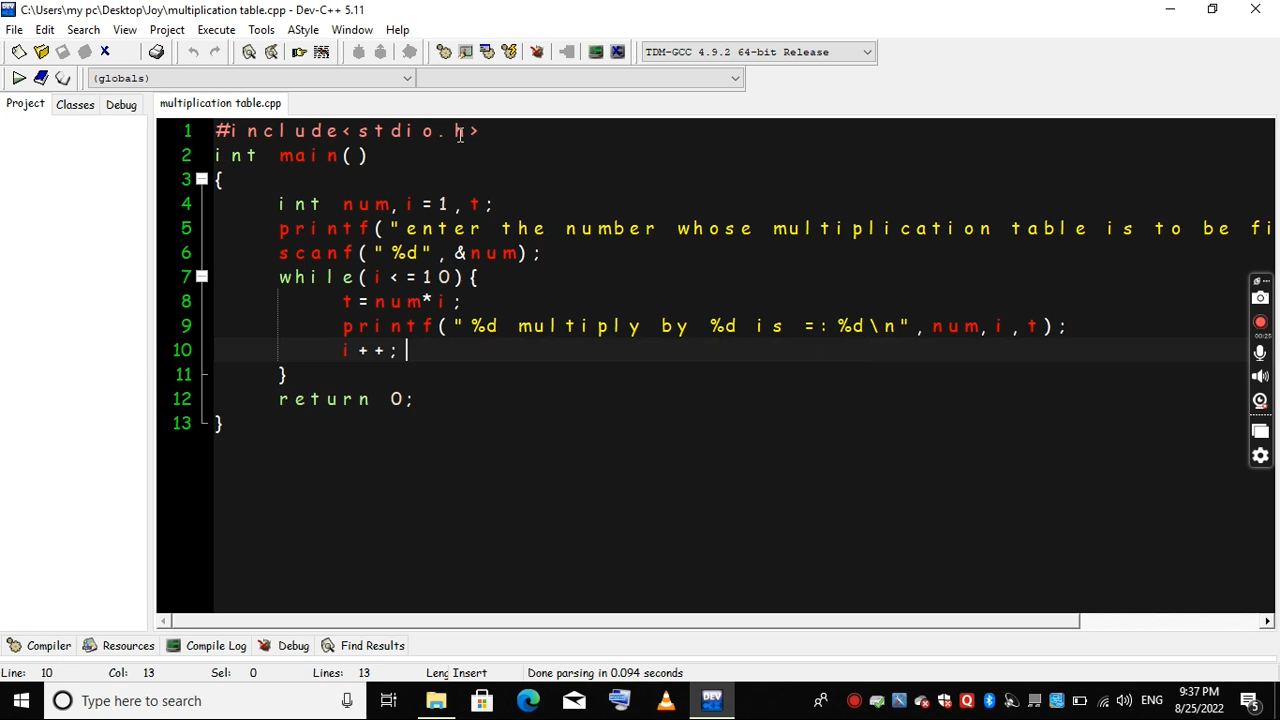 C:\Users\my pc\Desktop\Joy\multiplication table.cpp - Dev-C++ 5.11
File Edit Search View Project Execute Tools AStyle Window Help
TDM-GCC 4.9.2 64-bit Release
(globals)
Project Classes Debug multiplication table.cpp
1 #include<stdio.h>
2 int main()
3 {
4 int num,i=1,t;
5 printf("enter the number whose multiplication table is to be fi
6 scanf("%d",&num);
7 while(i<=10){
8 t=num*i;
9 printf("%d multiply by %d is =:%d\n",num,i,t);
10 i++;
11 }
12 return 0;
13 }
00:26
Compiler Resources Compile Log Debug Find Results
Line: 10 Col: 13 Sel: 0 Lines: 13 Leng Insert Done parsing in 0.094 seconds
Type here to search
DEV
ENG
9:37 PM
8/25/2022
5